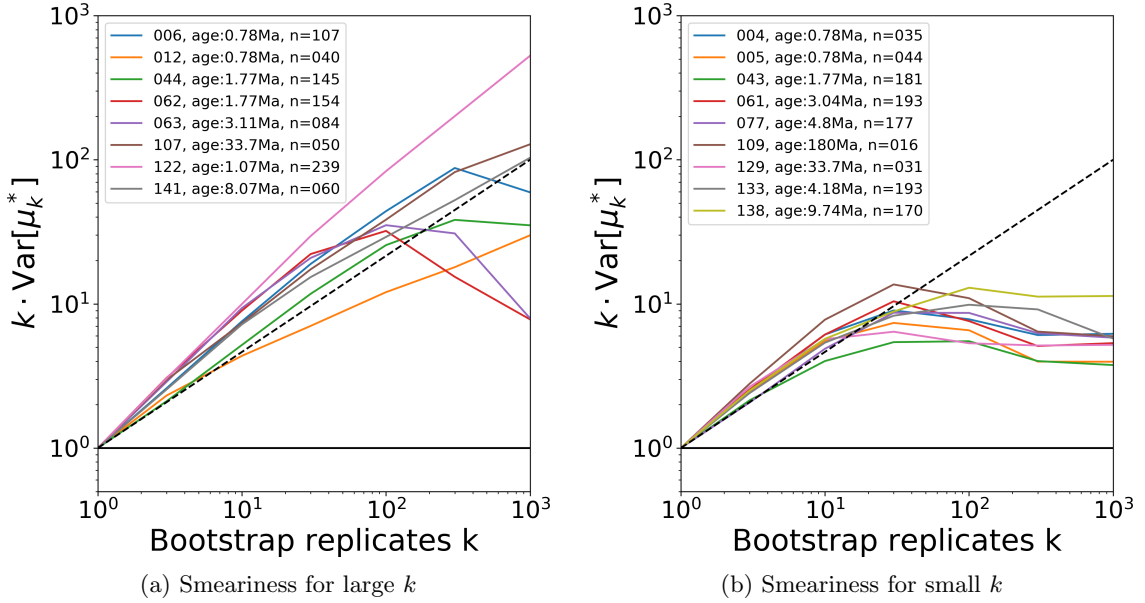 10³
10²
10¹
10⁰
k · Var[μ*ₖ]
006, age:0.78Ma, n=107
012, age:0.78Ma, n=040
044, age:1.77Ma, n=145
062, age:1.77Ma, n=154
063, age:3.11Ma, n=084
107, age:33.7Ma, n=050
122, age:1.07Ma, n=239
141, age:8.07Ma, n=060
10⁰ 10¹ 10² 10³
Bootstrap replicates k
(a) Smeariness for large k
10³
10²
10¹
10⁰
k · Var[μ*ₖ]
004, age:0.78Ma, n=035
005, age:0.78Ma, n=044
043, age:1.77Ma, n=181
061, age:3.04Ma, n=193
077, age:4.8Ma, n=177
109, age:180Ma, n=016
129, age:33.7Ma, n=031
133, age:4.18Ma, n=193
138, age:9.74Ma, n=170
10⁰ 10¹ 10² 10³
Bootstrap replicates k
(b) Smeariness for small k